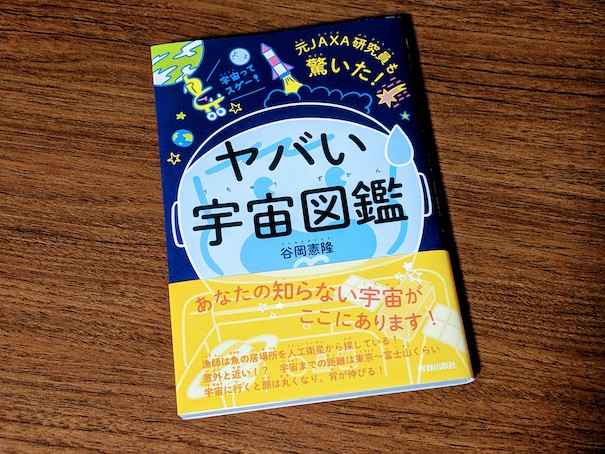 元JAXA研究員も
驚いた!
宇宙って
スゲー!
ヤバい
宇宙図鑑
谷岡憲隆
あなたの知らない宇宙が
ここにあります!
漁師は魚の居場所を人工衛星から探している!
意外と近い!? 宇宙までの距離は東京~富士山くらい
宇宙に行くと顔は丸くなり、背が伸びる!
青春出版社